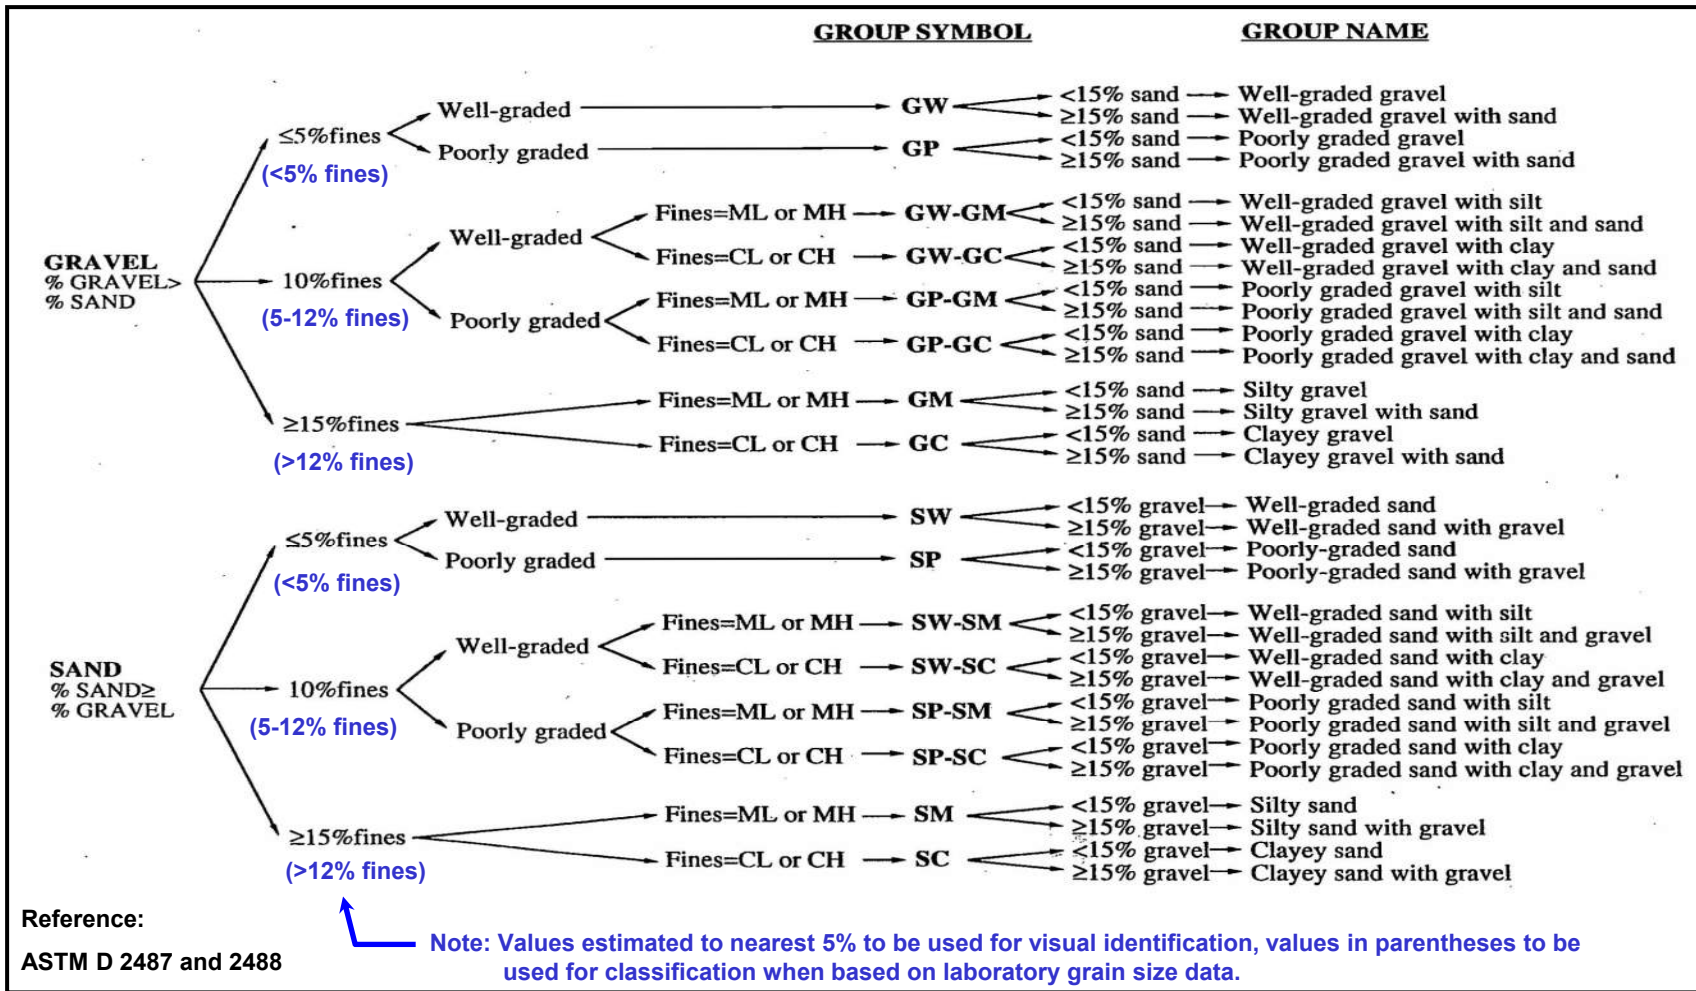 GROUP SYMBOL GROUP NAME
Well-graded GW <15% sand Well-graded gravel
≥15% sand Well-graded gravel with sand
≤5%fines
Poorly graded GP <15% sand Poorly graded gravel
≥15% sand Poorly graded gravel with sand
(<5% fines)
Fines=ML or MH GW-GM <15% sand Well-graded gravel with silt
≥15% sand Well-graded gravel with silt and sand
Well-graded
Fines=CL or CH GW-GC <15% sand Well-graded gravel with clay
≥15% sand Well-graded gravel with clay and sand
GRAVEL
% GRAVEL>
% SAND
10%fines
(5-12% fines)
Fines=ML or MH GP-GM <15% sand Poorly graded gravel with silt
≥15% sand Poorly graded gravel with silt and sand
Poorly graded
Fines=CL or CH GP-GC <15% sand Poorly graded gravel with clay
≥15% sand Poorly graded gravel with clay and sand
Fines=ML or MH GM <15% sand Silty gravel
≥15% sand Silty gravel with sand
≥15%fines
Fines=CL or CH GC <15% sand Clayey gravel
≥15% sand Clayey gravel with sand
(>12% fines)
Well-graded SW <15% gravel Well-graded sand
≥15% gravel Well-graded sand with gravel
≤5%fines
Poorly graded SP <15% gravel Poorly-graded sand
≥15% gravel Poorly-graded sand with gravel
(<5% fines)
Fines=ML or MH SW-SM <15% gravel Well-graded sand with silt
≥15% gravel Well-graded sand with silt and gravel
Well-graded
Fines=CL or CH SW-SC <15% gravel Well-graded sand with clay
≥15% gravel Well-graded sand with clay and gravel
SAND
% SAND≥
% GRAVEL
10%fines
(5-12% fines)
Fines=ML or MH SP-SM <15% gravel Poorly graded sand with silt
≥15% gravel Poorly graded sand with silt and gravel
Poorly graded
Fines=CL or CH SP-SC <15% gravel Poorly graded sand with clay
≥15% gravel Poorly graded sand with clay and gravel
Fines=ML or MH SM <15% gravel Silty sand
≥15% gravel Silty sand with gravel
≥15%fines
Fines=CL or CH SC <15% gravel Clayey sand
≥15% gravel Clayey sand with gravel
(>12% fines)
Reference:
ASTM D 2487 and 2488
Note: Values estimated to nearest 5% to be used for visual identification, values in parentheses to be
used for classification when based on laboratory grain size data.